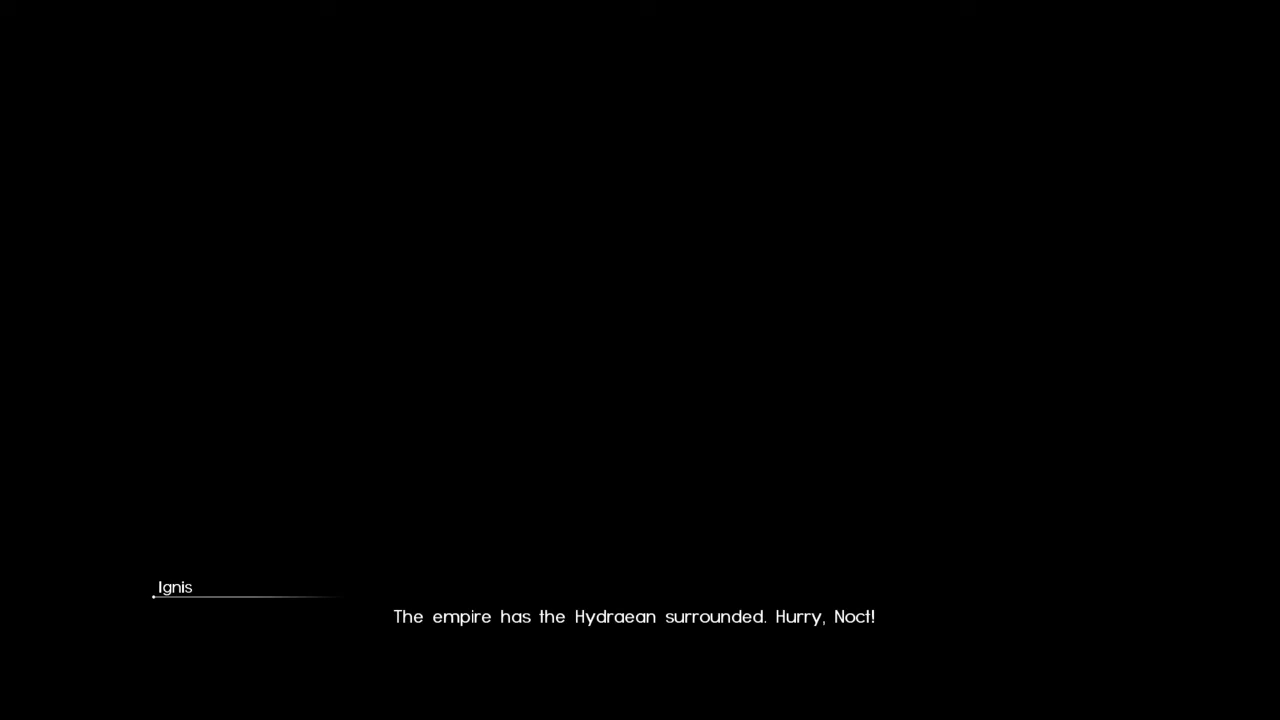 Ignis
The empire has the Hydraean surrounded. Hurry, Noct!